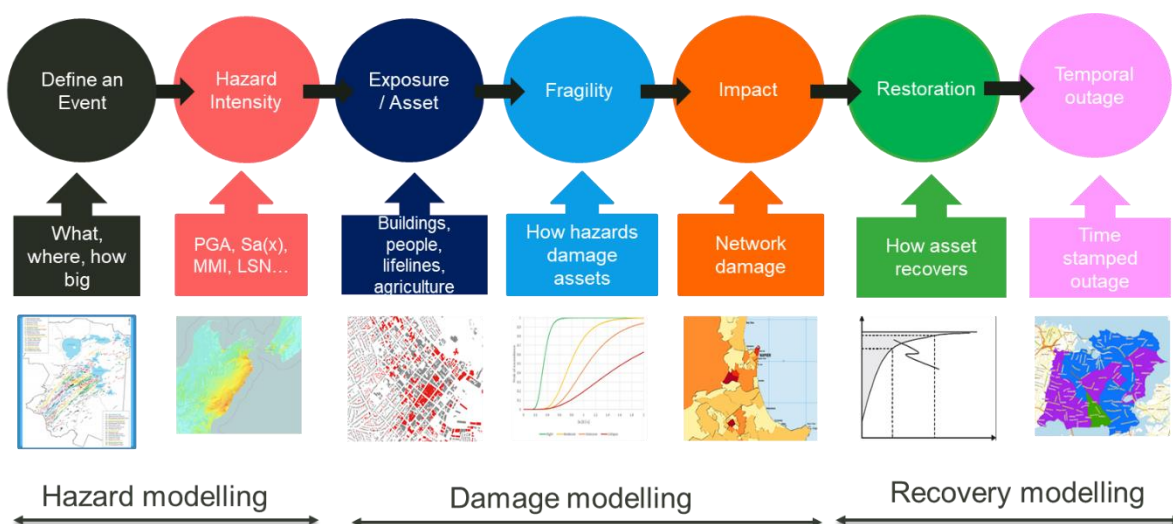 Define an
Event
Hazard
Intensity
Exposure
/ Asset
Fragility
Impact
Restoration
Temporal
outage
What,
where, how
big
PGA, Sa(x),
MMI, LSN...
Buildings,
people,
lifelines,
agriculture
How hazards
damage
assets
Network
damage
How asset
recovers
Time
stamped
outage
Hazard modelling
Damage modelling
Recovery modelling